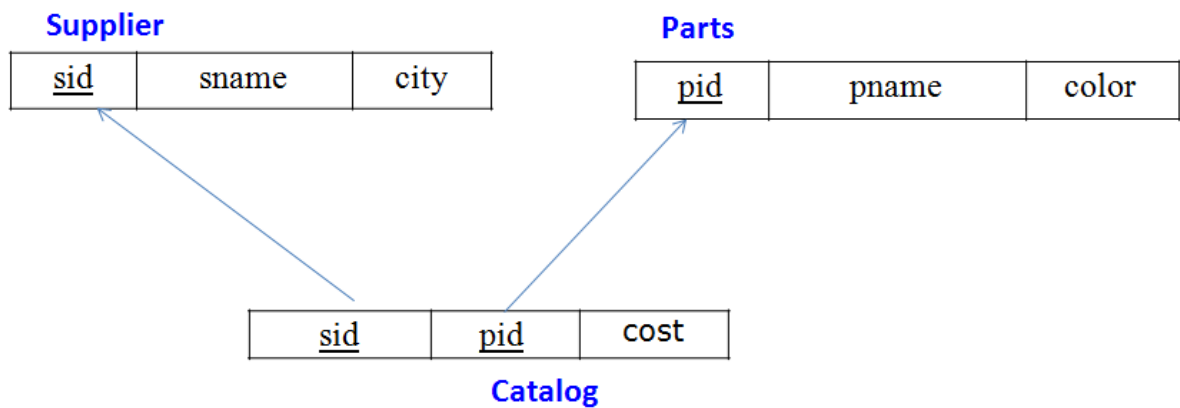 Supplier
Parts
sid sname city
pid pname color
sid pid cost
Catalog